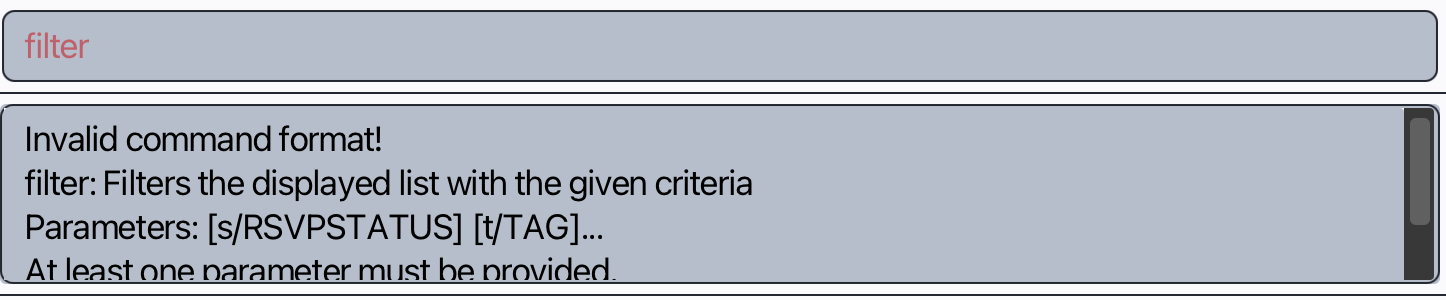 filter
Invalid command format!
filter: Filters the displayed list with the given criteria
Parameters: [s/RSVPSTATUS] [t/TAG]...
At least one parameter must be provided.